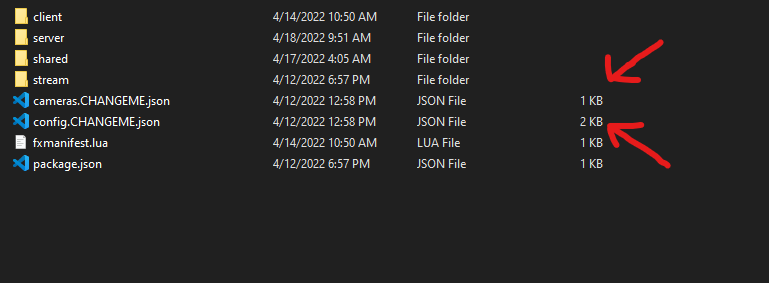 client 4/14/2022 10:50 AM File folder
server 4/18/2022 9:51 AM File folder
shared 4/17/2022 4:05 AM File folder
stream 4/12/2022 6:57 PM File folder
cameras.CHANGEME.json 4/12/2022 12:58 PM JSON File 1 KB
config.CHANGEME.json 4/12/2022 12:58 PM JSON File 2 KB
fxmanifest.lua 4/14/2022 10:50 AM LUA File 1 KB
package.json 4/12/2022 6:57 PM JSON File 1 KB